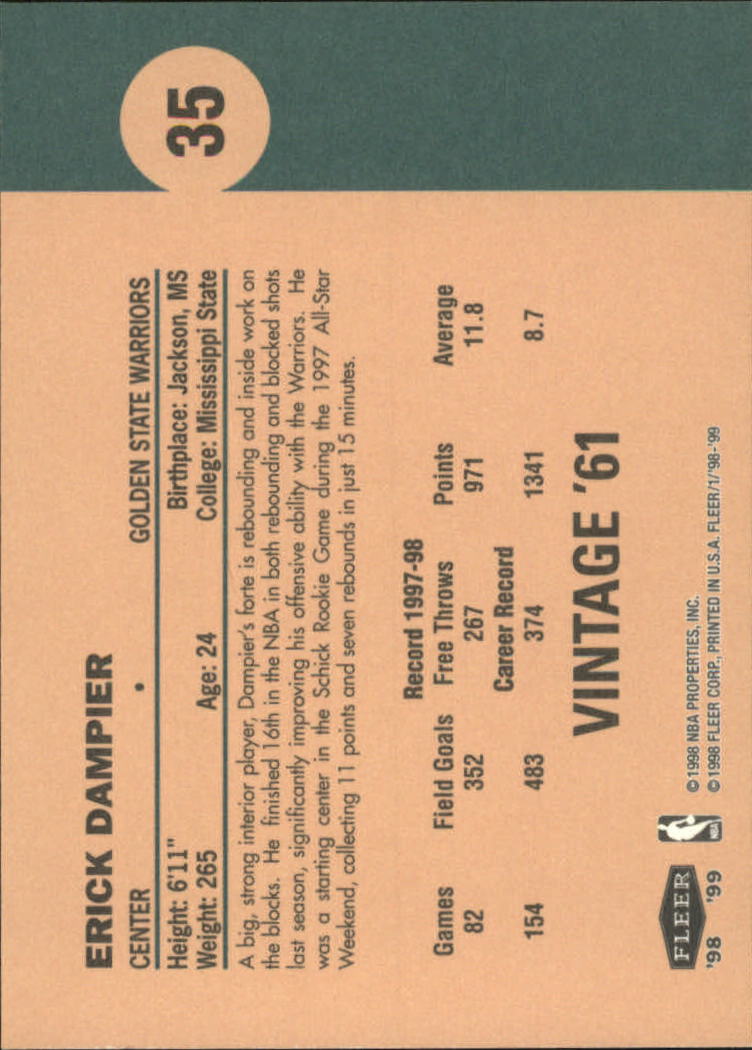 35
ERICK DAMPIER
CENTER • GOLDEN STATE WARRIORS
Height: 6'11" Birthplace: Jackson, MS
Weight: 265 Age: 24 College: Mississippi State
A big, strong interior player, Dampier's forte is rebounding and inside work on
the blocks. He finished 16th in the NBA in both rebounding and blocked shots
last season, significantly improving his offensive ability with the Warriors. He
was a starting center in the Schick Rookie Game during the 1997 All-Star
Weekend, collecting 11 points and seven rebounds in just 15 minutes.
Record 1997-98
Games Field Goals Free Throws Points Average
82 352 267 971 11.8
Career Record
154 483 374 1341 8.7
VINTAGE '61
FLEER
'98 '99
NBA
©1998 NBA PROPERTIES, INC.
©1998 FLEER CORP., PRINTED IN U.S.A. FLEER/1/'98-'99